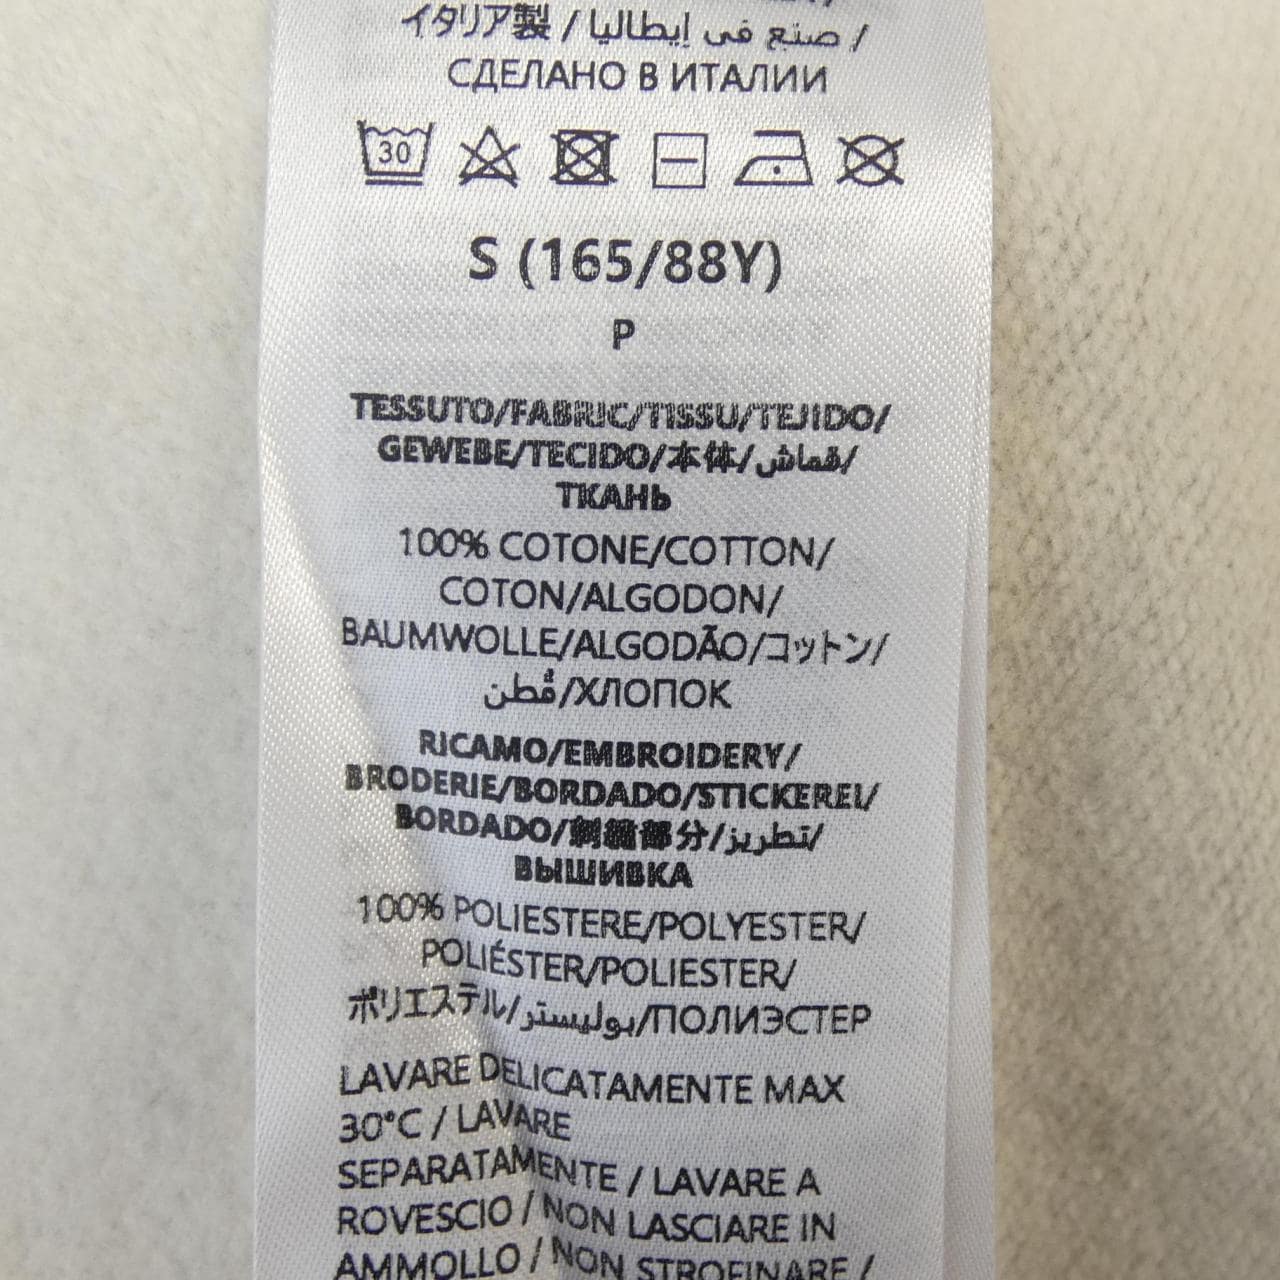 イタリア製 / صنع في إيطاليا /
СДЕЛАНО В ИТАЛИИ
30
S (165/88Y)
P
TESSUTO/FABRIC/TISSU/TEJIDO/
GEWEBE/TECIDO/本体/قماش/
ТКАНЬ
100% COTONE/COTTON/
COTON/ALGODON/
BAUMWOLLE/ALGODÃO/コットン/
قُطن/ХЛОПОК
RICAMO/EMBROIDERY/
BRODERIE/BORDADO/STICKEREI/
BORDADO/刺繍部分/تطريز/
ВЫШИВКА
100% POLIESTERE/POLYESTER/
POLIÉSTER/POLIESTER/
ポリエステル/بوليستر/ПОЛИЭСТЕР
LAVARE DELICATAMENTE MAX
30°C / LAVARE
SEPARATAMENTE / LAVARE A
ROVESCIO / NON LASCIARE IN
AMMOLLO / NON STROFINARE /